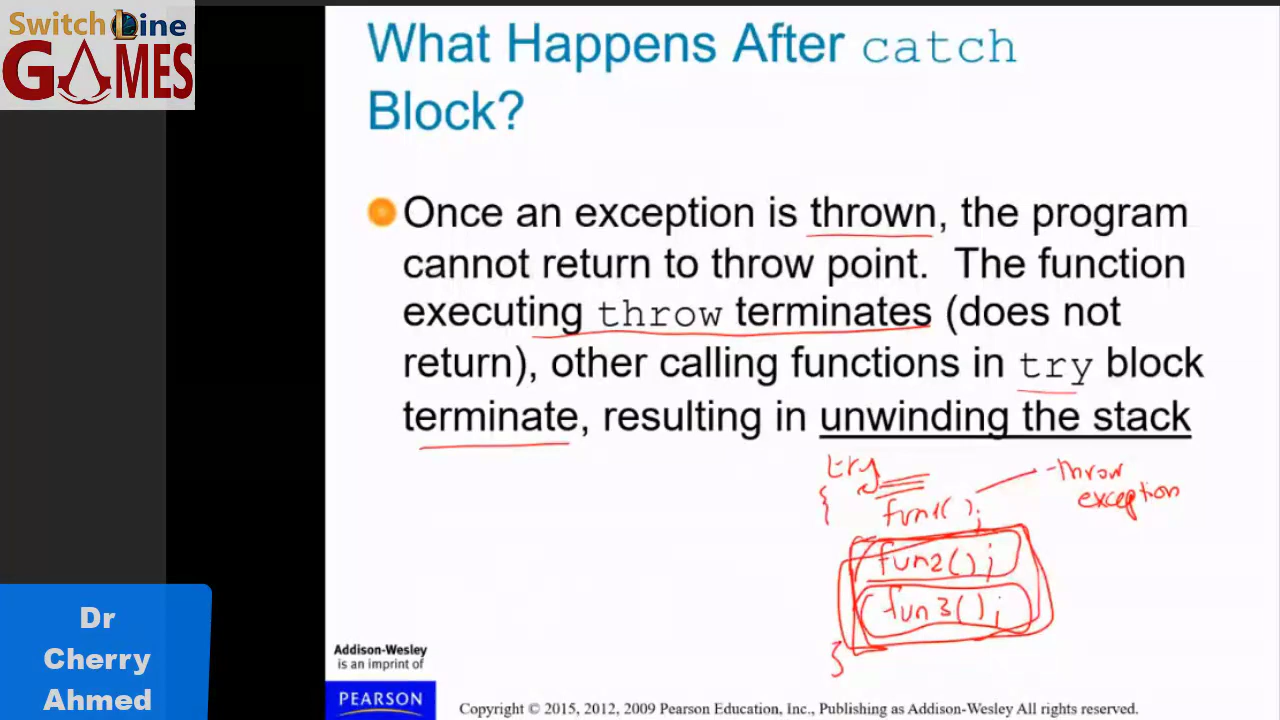 Switch Line
GAMES
What Happens After catch
Block?
Once an exception is thrown, the program
cannot return to throw point. The function
executing throw terminates (does not
return), other calling functions in try block
terminate, resulting in unwinding the stack
try
{
fun1();
throw
exception
fun2();
fun3();
}
Dr
Cherry
Ahmed
Addison-Wesley
is an imprint of
PEARSON
Copyright © 2015, 2012, 2009 Pearson Education, Inc., Publishing as Addison-Wesley All rights reserved.